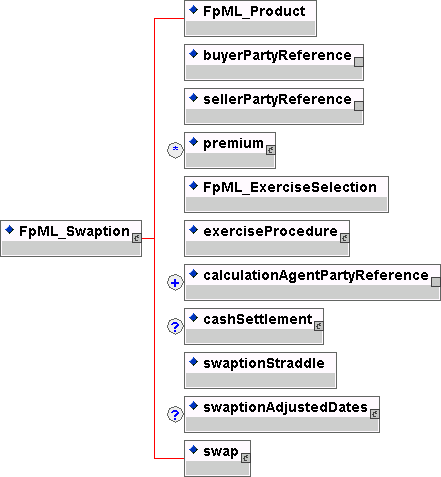 FpML_Product
buyerPartyReference
sellerPartyReference
* premium
FpML_ExerciseSelection
FpML_Swaption
exerciseProcedure
+ calculationAgentPartyReference
? cashSettlement
swaptionStraddle
? swaptionAdjustedDates
swap